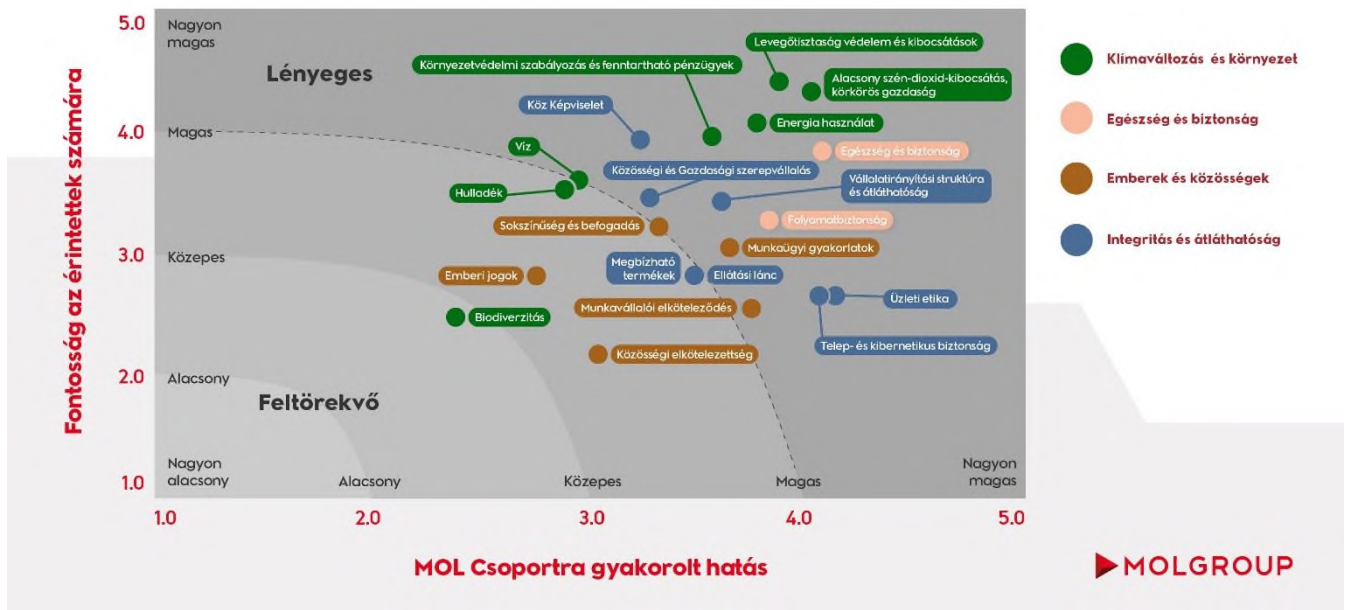 5.0
Nagyon
magas
Lényeges
Levegőtisztaság védelem és kibocsátások
Környezetvédelmi szabályozás és fenntartható pénzügyek
Alacsony szén-dioxid-kibocsátás,
körkörös gazdaság
Köz Képviselet
Energia használat
4.0
Magas
Víz
Egészség és biztonság
Közösségi és Gazdasági szerepvállalás
Vállalatirányítási struktúra
és átláthatóság
Hulladék
Sokszínűség és befogadás
Folyamatbiztonság
3.0
Közepes
Munkaügyi gyakorlatok
Emberi jogok
Megbízható
termékek
Ellátási lánc
Üzleti etika
Munkavállalói elköteleződés
Biodiverzitás
Telep- és kibernetikus biztonság
Közösségi elkötelezettség
2.0
Alacsony
Feltörekvő
1.0
Nagyon
alacsony
Alacsony
Közepes
Magas
Nagyon
magas
1.0
2.0
3.0
4.0
5.0
Fontosság az érintettek számára
MOL Csoportra gyakorolt hatás
Klímaváltozás és környezet
Egészség és biztonság
Emberek és közösségek
Integritás és átláthatóság
MOLGROUP